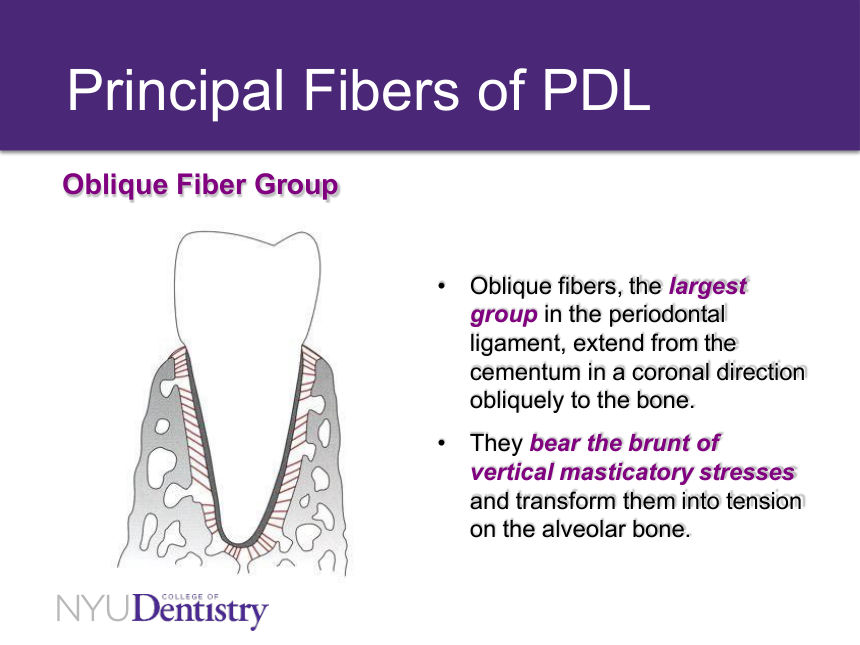 Principal Fibers of PDL
Oblique Fiber Group
• Oblique fibers, the largest
group in the periodontal
ligament, extend from the
cementum in a coronal direction
obliquely to the bone.
• They bear the brunt of
vertical masticatory stresses
and transform them into tension
on the alveolar bone.
NYU COLLEGE OF
Dentistry